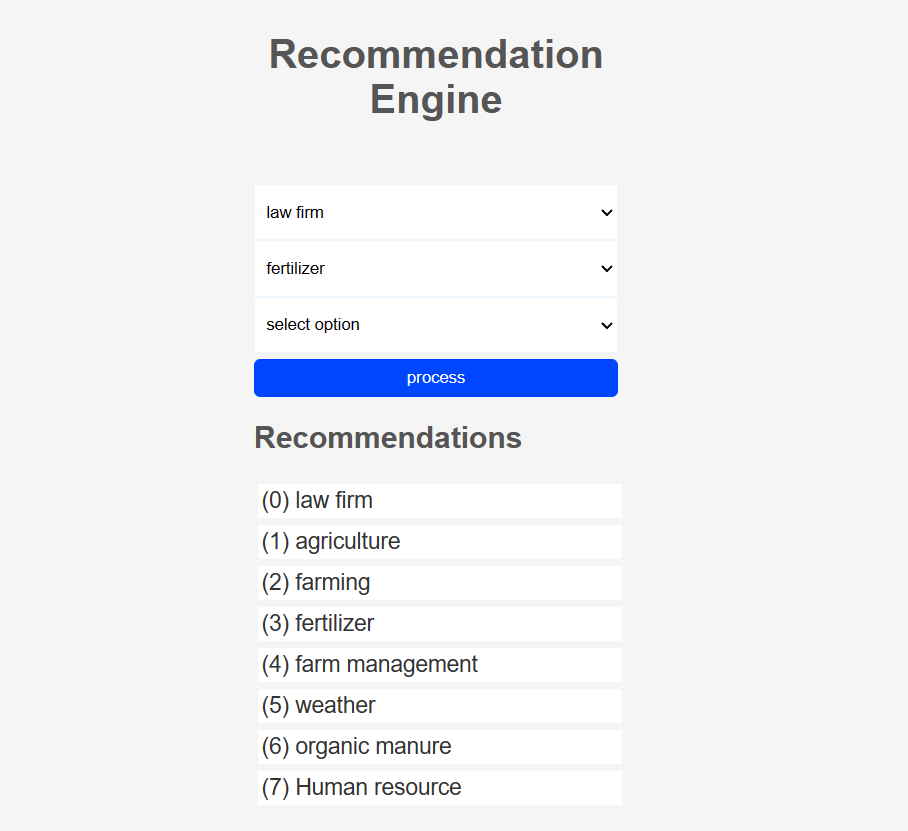 Recommendation
Engine
law firm
fertilizer
select option
process
Recommendations
(0) law firm
(1) agriculture
(2) farming
(3) fertilizer
(4) farm management
(5) weather
(6) organic manure
(7) Human resource